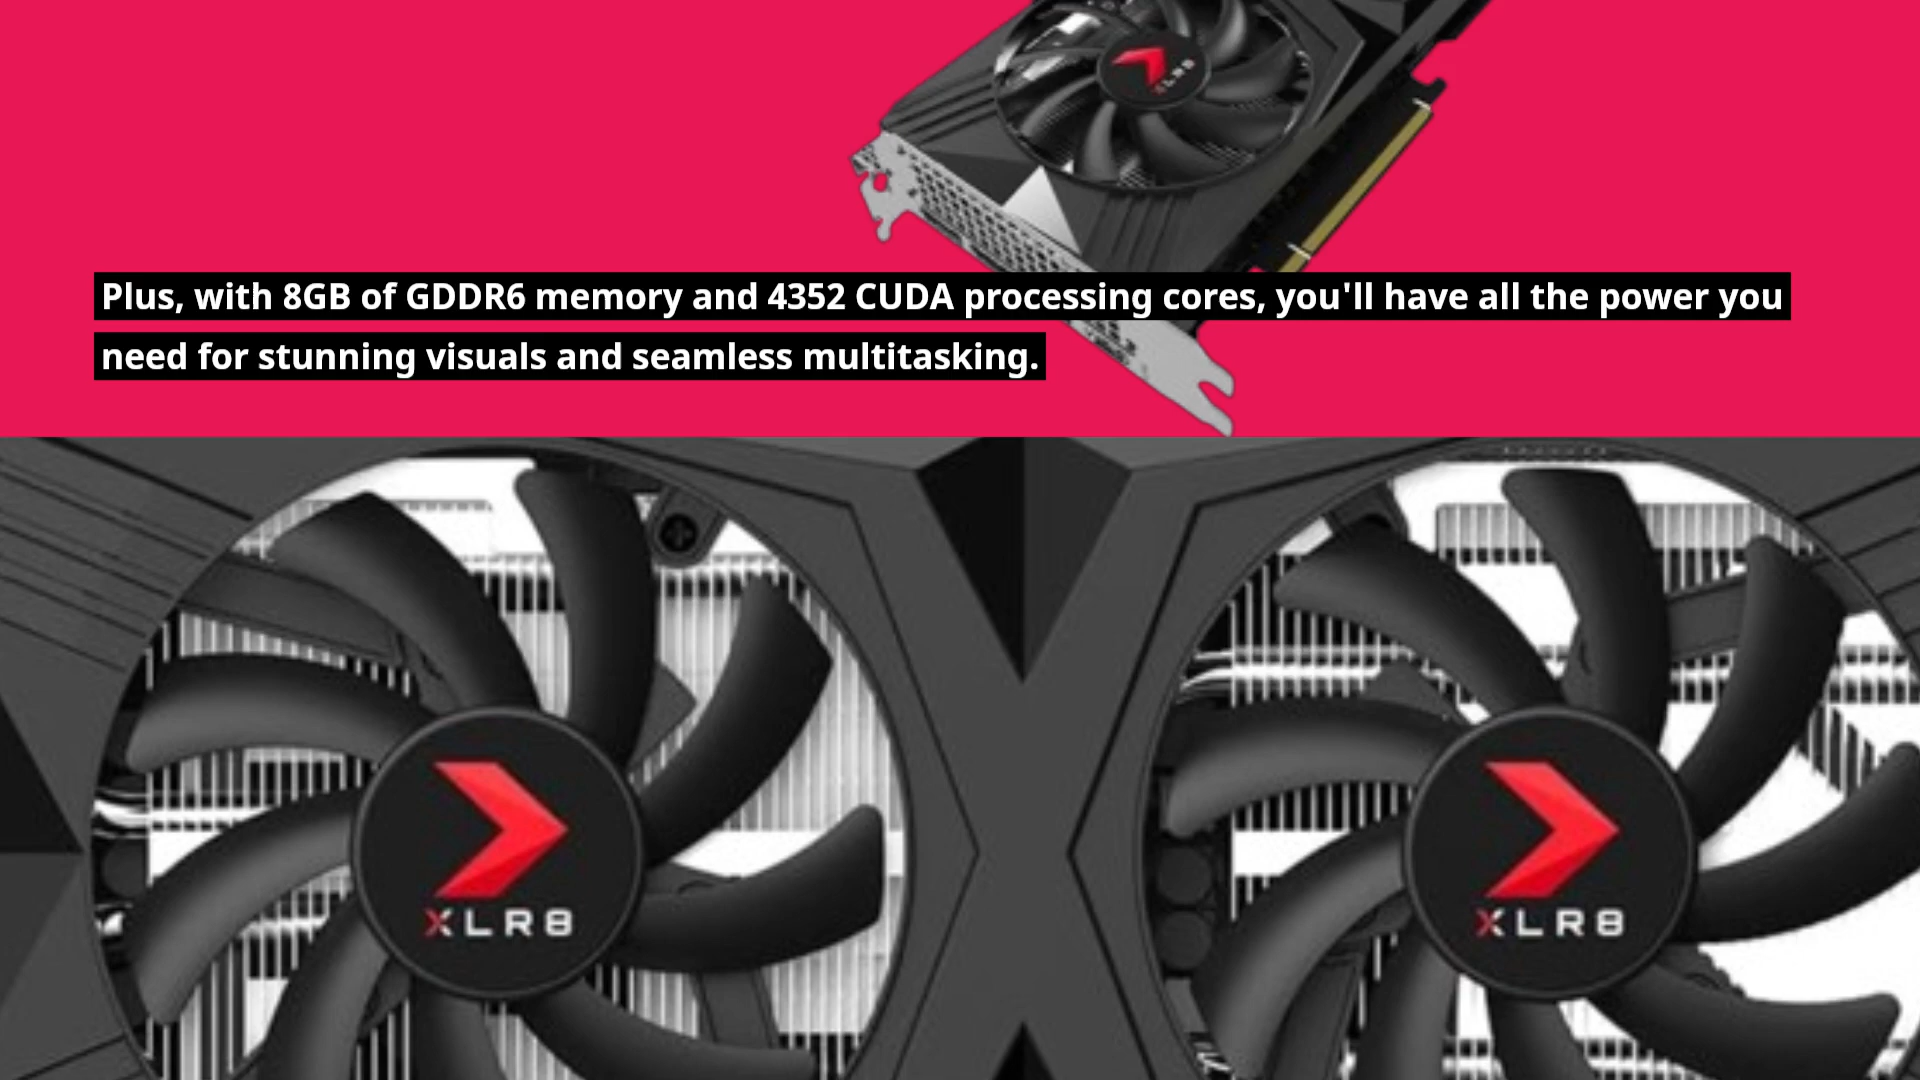 XLR8
Plus, with 8GB of GDDR6 memory and 4352 CUDA processing cores, you'll have all the power you
need for stunning visuals and seamless multitasking.
XLR8
XLR8